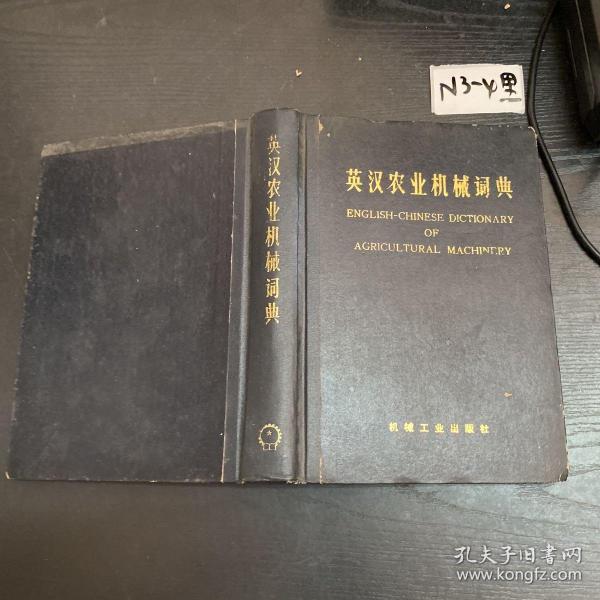 N3-4里
英汉农业机械词典
英汉农业机械词典
ENGLISH-CHINESE DICTIONARY
OF
AGRICULTURAL MACHINERY
机械工业出版社
孔夫子旧书网
www.kongfz.com